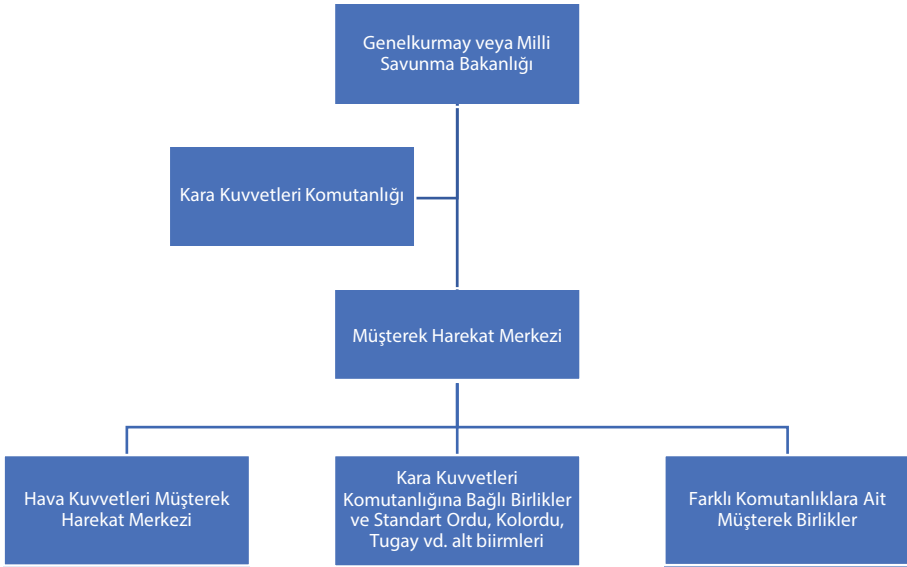 Genelkurmay veya Milli
Savunma Bakanlığı
Kara Kuvvetleri Komutanlığı
Müşterek Harekat Merkezi
Hava Kuvvetleri Müşterek
Harekat Merkezi
Kara Kuvvetleri
Komutanlığına Bağlı Birlikler
ve Standart Ordu, Kolordu,
Tugay vd. alt biirmleri
Farklı Komutanlıklara Ait
Müşterek Birlikler